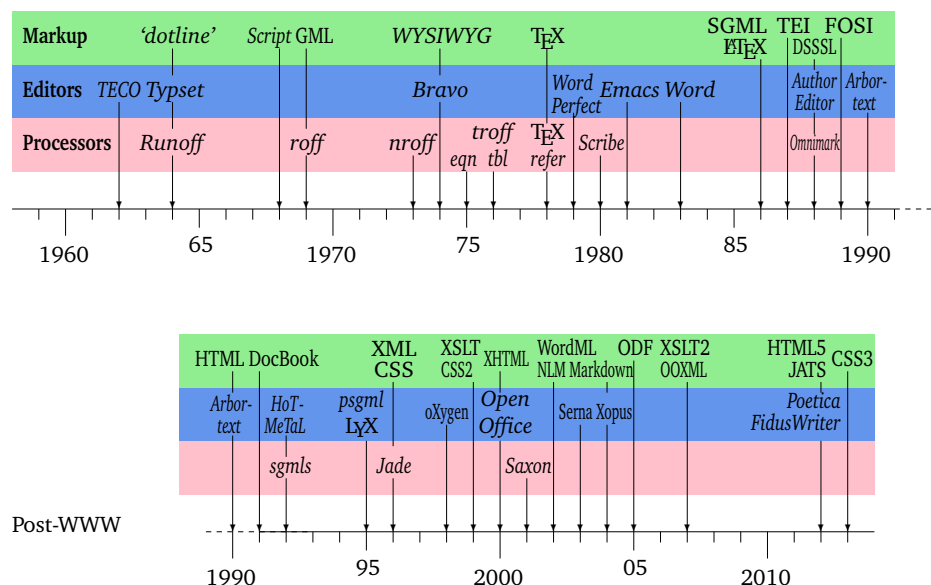 Markup 'dotline' Script GML WYSIWYG TEX SGML TEI FOSI
LATEX DSSSL
Editors TECO Typset Bravo Word Perfect Emacs Word Author Editor Arbor-text
Processors Runoff roff nroff troff TEX Scribe Omnimark
eqn tbl refer
1960 65 1970 75 1980 85 1990
HTML DocBook XML XSLT XHTML WordML ODF XSLT2 HTML5 CSS3
CSS CSS2 NLM Markdown OOXML JATS
Arbor- HoT- psgml oXygen Open Serna Xopus Poetica
text MeTaL LYX Office FidusWriter
sgmls Jade Saxon
Post-WWW
1990 95 2000 05 2010